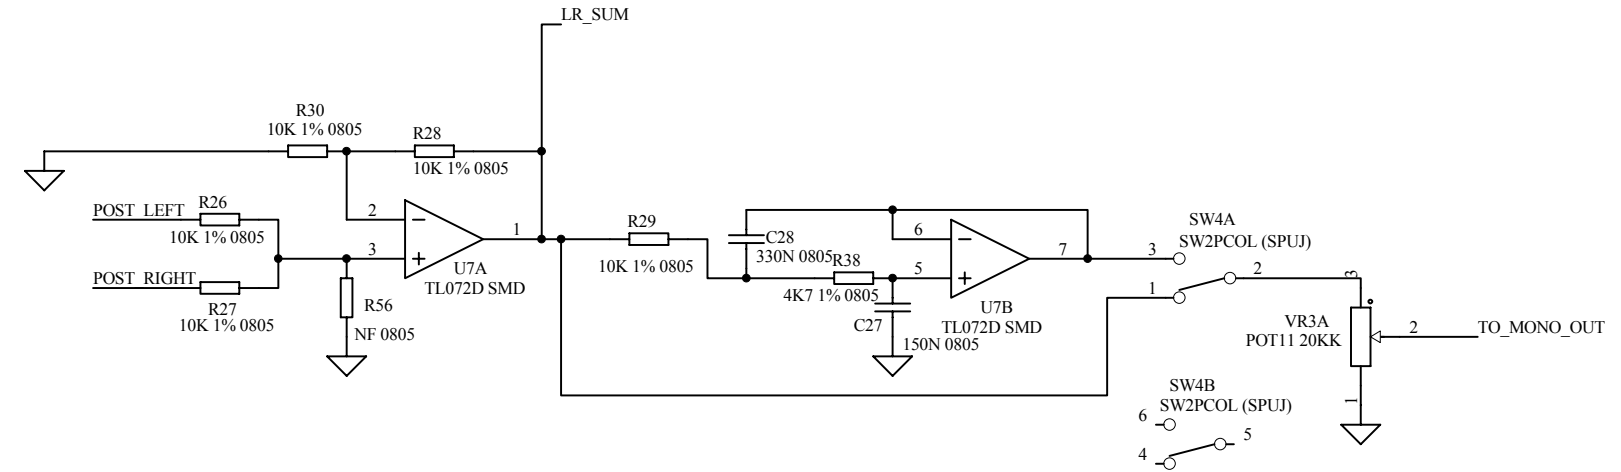 LR_SUM
R30
10K 1% 0805
R28
10K 1% 0805
POST_LEFT
R26
10K 1% 0805
2
3
1
U7A
TL072D SMD
POST_RIGHT
R27
10K 1% 0805
R56
NF 0805
R29
10K 1% 0805
C28
330N 0805
R38
4K7 1% 0805
C27
150N 0805
6
5
7
U7B
TL072D SMD
SW4A
SW2PCOL (SPUJ)
3
2
1
3
VR3A
POT11 20KK
2
TO_MONO_OUT
1
SW4B
SW2PCOL (SPUJ)
6
5
4